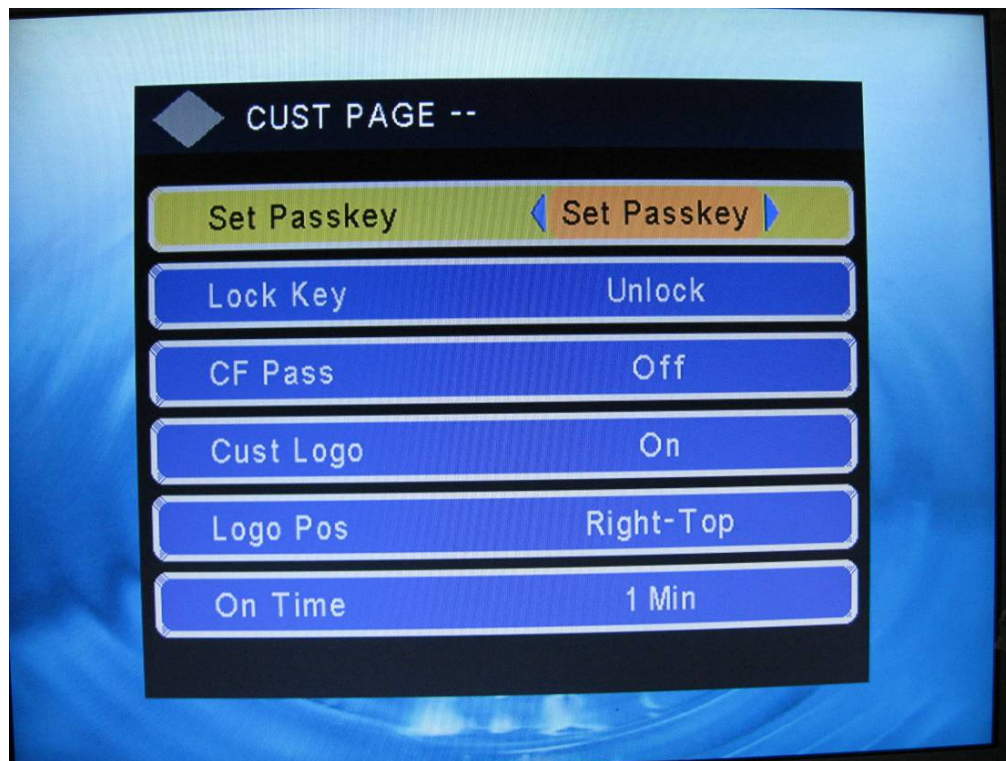 CUST PAGE --
Set Passkey Set Passkey
Lock Key Unlock
CF Pass Off
Cust Logo On
Logo Pos Right-Top
On Time 1 Min